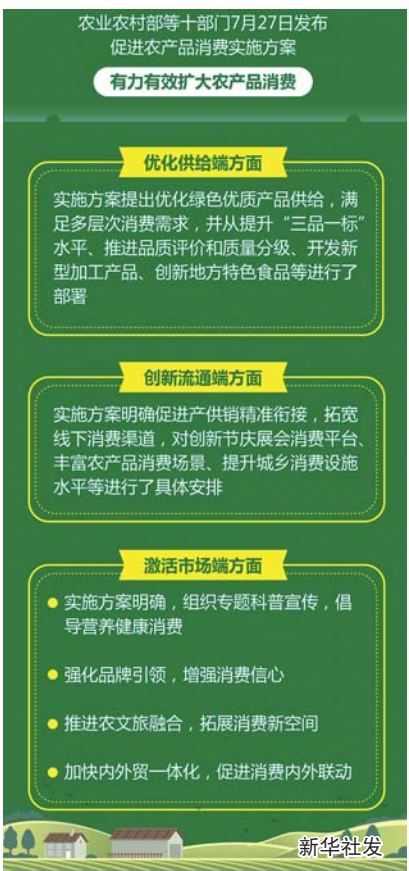 农业农村部等十部门7月27日发布
促进农产品消费实施方案
有力有效扩大农产品消费
优化供给端方面
实施方案提出优化绿色优质产品供给，满
足多层次消费需求，并从提升“三品一标”
水平、推进品质评价和质量分级、开发新
型加工产品、创新地方特色食品等进行了
部署
创新流通端方面
实施方案明确促进产供销精准衔接，拓宽
线下消费渠道，对创新节庆展会消费平台、
丰富农产品消费场景、提升城乡消费设施
水平等进行了具体安排
激活市场端方面
实施方案明确，组织专题科普宣传，倡
导营养健康消费
强化品牌引领，增强消费信心
推进农文旅融合，拓展消费新空间
加快内外贸一体化，促进消费内外联动
新华社发